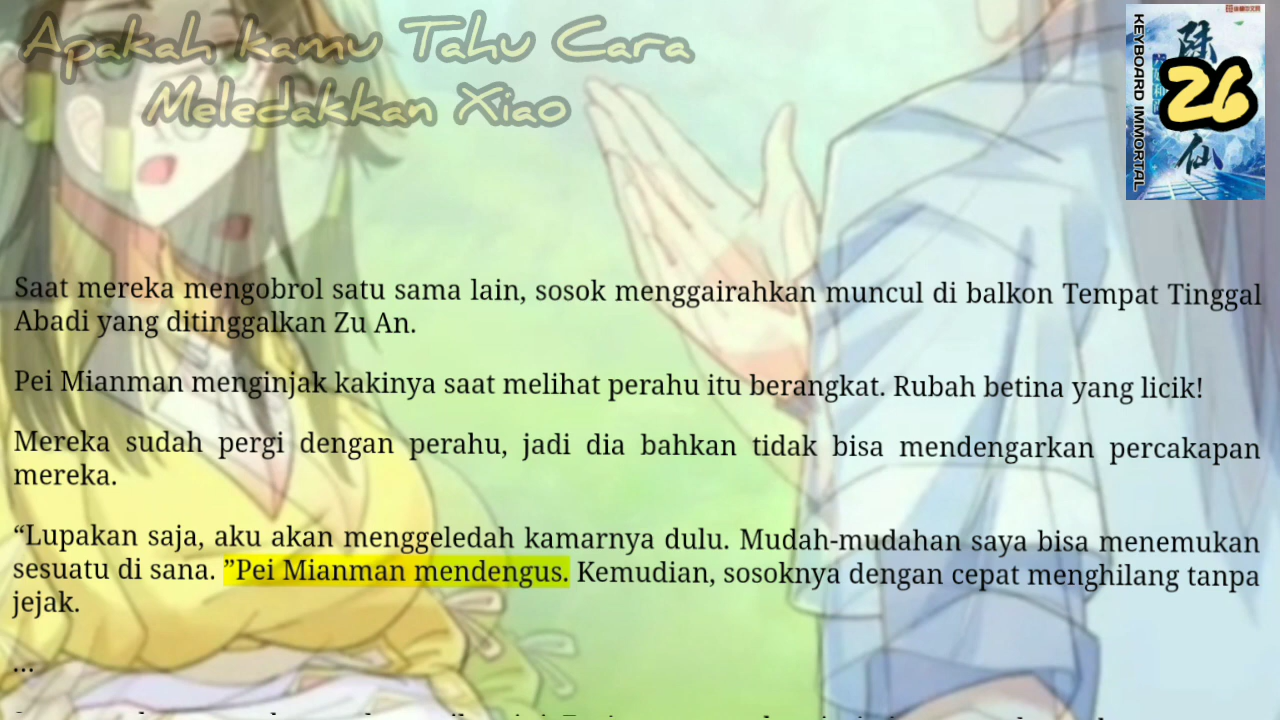 Apakah kamu Tahu Cara
Meledakkan Xiao
KEYBOARD IMMORTAL
陆
26
仙
Saat mereka mengobrol satu sama lain, sosok menggairahkan muncul di balkon Tempat Tinggal
Abadi yang ditinggalkan Zu An.
Pei Mianman menginjak kakinya saat melihat perahu itu berangkat. Rubah betina yang licik!
Mereka sudah pergi dengan perahu, jadi dia bahkan tidak bisa mendengarkan percakapan
mereka.
“Lupakan saja, aku akan menggeledah kamarnya dulu. Mudah-mudahan saya bisa menemukan
sesuatu di sana. ”Pei Mianman mendengus. Kemudian, sosoknya dengan cepat menghilang tanpa
jejak.
...